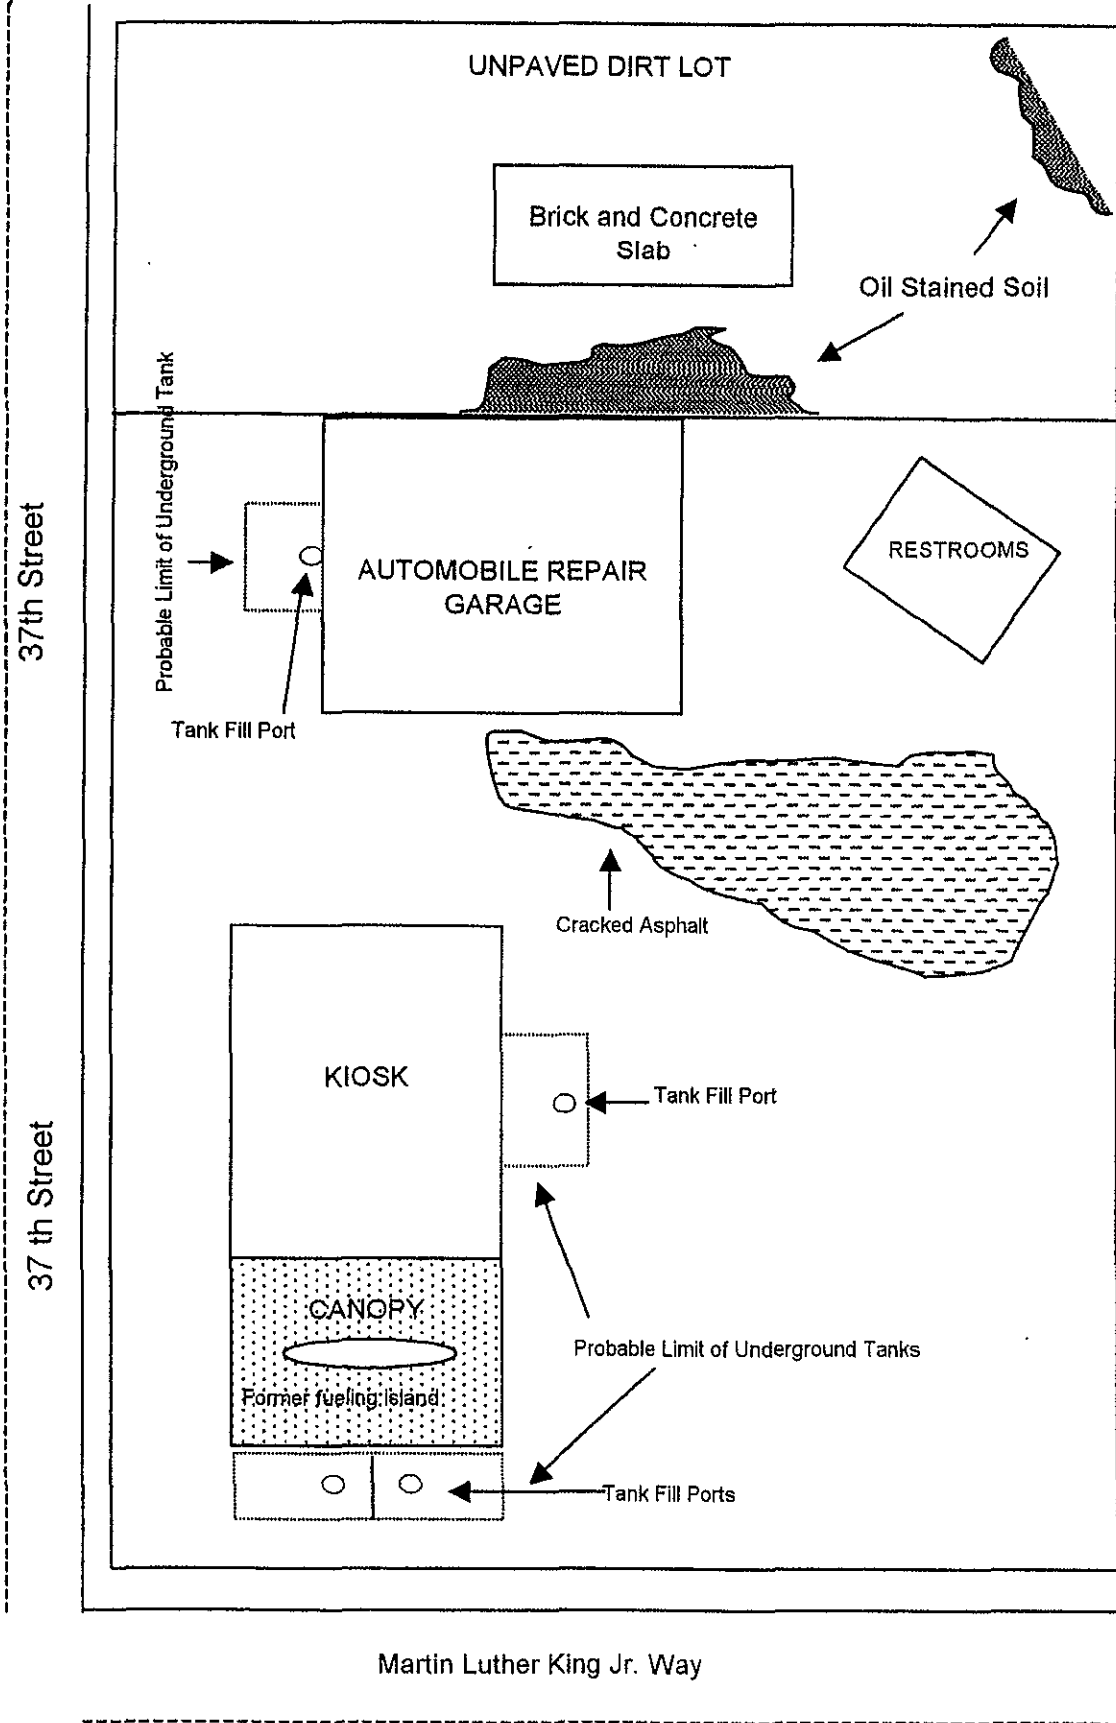 UNPAVED DIRT LOT
Brick and Concrete
Slab
Oil Stained Soil
Probable Limit of Underground Tank
37th Street
AUTOMOBILE REPAIR
GARAGE
RESTROOMS
Tank Fill Port
Cracked Asphalt
KIOSK
Tank Fill Port
37 th Street
CANOPY
Former fueling island
Probable Limit of Underground Tanks
Tank Fill Ports
Martin Luther King Jr. Way